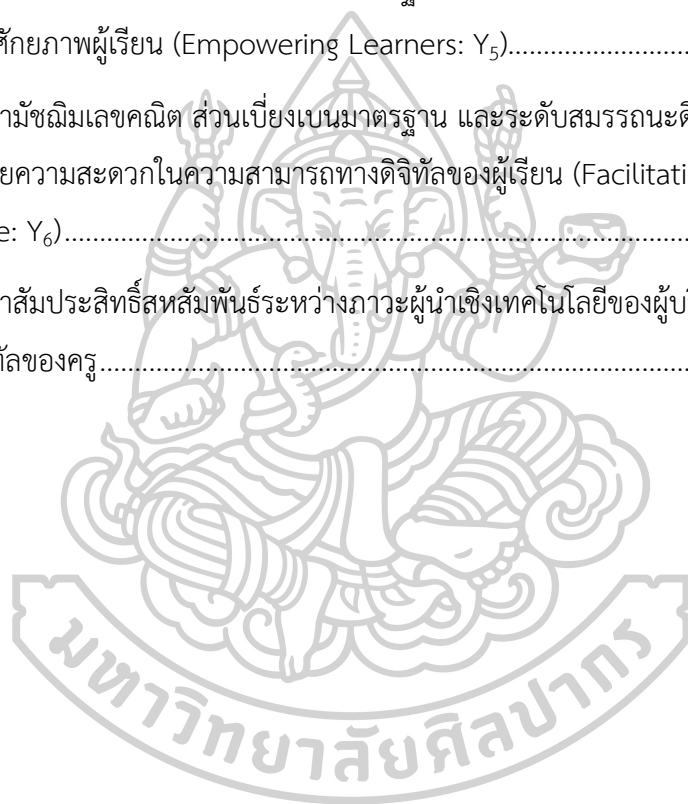 ศักยภาพผู้เรียน (Empowering Learners: Y5)
ามัชฌิมเลขคณิต ส่วนเบี่ยงเบนมาตรฐาน และระดับสมรรถนะดิ
ยความสะดวกในความสามารถทางดิจิทัลของผู้เรียน (Facilitati
e: Y6)
าสัมประสิทธิ์สหสัมพันธ์ระหว่างภาวะผู้นำเชิงเทคโนโลยีของผู้บ
ัลของครู
มหาวิทยาลัยศิลปากร